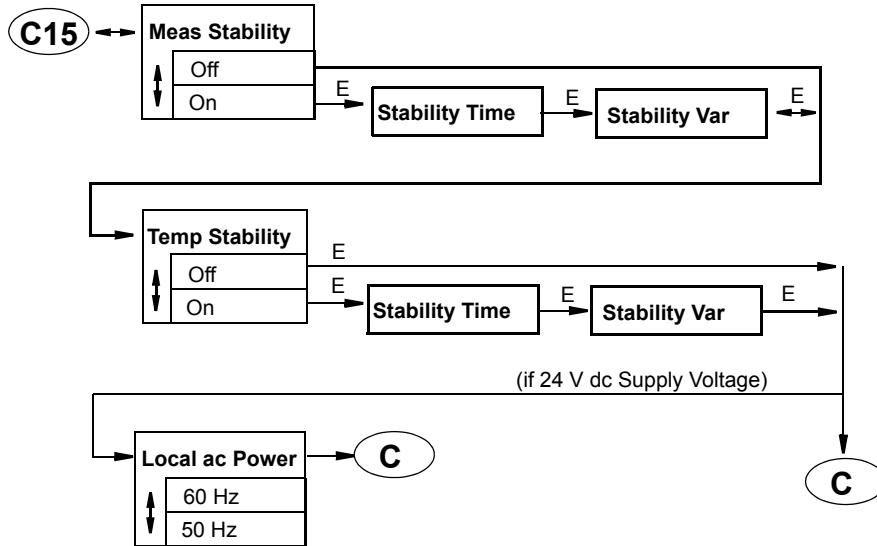 C15
Meas Stability
Off
On
E
Stability Time
E
Stability Var
E
Temp Stability
Off
E
On
E
Stability Time
E
Stability Var
E
(if 24 V dc Supply Voltage)
Local ac Power
60 Hz
50 Hz
C
C